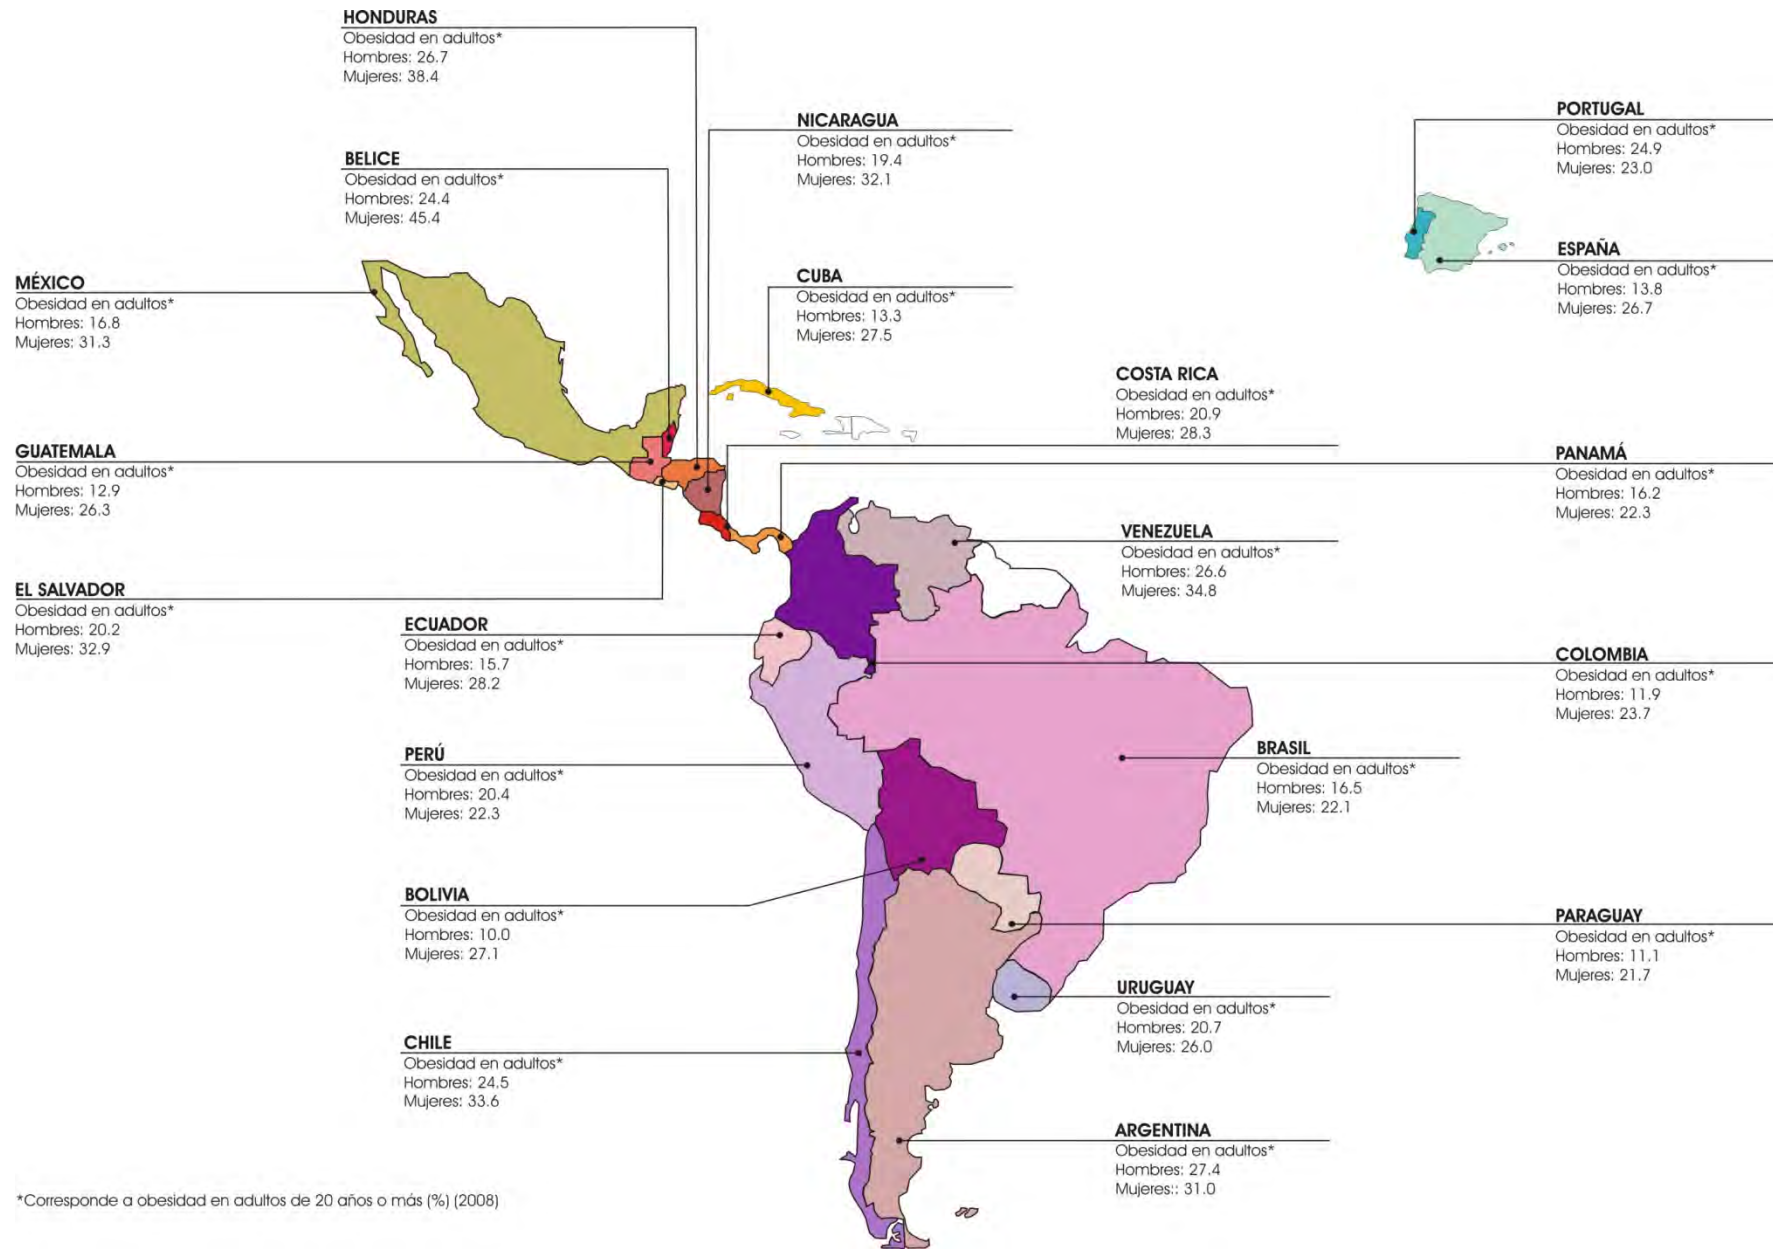 HONDURAS
Obesidad en adultos*
Hombres: 26.7
Mujeres: 38.4
NICARAGUA
Obesidad en adultos*
Hombres: 19.4
Mujeres: 32.1
PORTUGAL
Obesidad en adultos*
Hombres: 24.9
Mujeres: 23.0
BELICE
Obesidad en adultos*
Hombres: 24.4
Mujeres: 45.4
ESPAÑA
Obesidad en adultos*
Hombres: 13.8
Mujeres: 26.7
MÉXICO
Obesidad en adultos*
Hombres: 16.8
Mujeres: 31.3
CUBA
Obesidad en adultos*
Hombres: 13.3
Mujeres: 27.5
COSTA RICA
Obesidad en adultos*
Hombres: 20.9
Mujeres: 28.3
GUATEMALA
Obesidad en adultos*
Hombres: 12.9
Mujeres: 26.3
PANAMÁ
Obesidad en adultos*
Hombres: 16.2
Mujeres: 22.3
VENEZUELA
Obesidad en adultos*
Hombres: 26.6
Mujeres: 34.8
EL SALVADOR
Obesidad en adultos*
Hombres: 20.2
Mujeres: 32.9
ECUADOR
Obesidad en adultos*
Hombres: 15.7
Mujeres: 28.2
COLOMBIA
Obesidad en adultos*
Hombres: 11.9
Mujeres: 23.7
PERÚ
Obesidad en adultos*
Hombres: 20.4
Mujeres: 22.3
BRASIL
Obesidad en adultos*
Hombres: 16.5
Mujeres: 22.1
BOLIVIA
Obesidad en adultos*
Hombres: 10.0
Mujeres: 27.1
PARAGUAY
Obesidad en adultos*
Hombres: 11.1
Mujeres: 21.7
URUGUAY
Obesidad en adultos*
Hombres: 20.7
Mujeres: 26.0
CHILE
Obesidad en adultos*
Hombres: 24.5
Mujeres: 33.6
ARGENTINA
Obesidad en adultos*
Hombres: 27.4
Mujeres:: 31.0
*Corresponde a obesidad en adultos de 20 años o más (%) (2008)